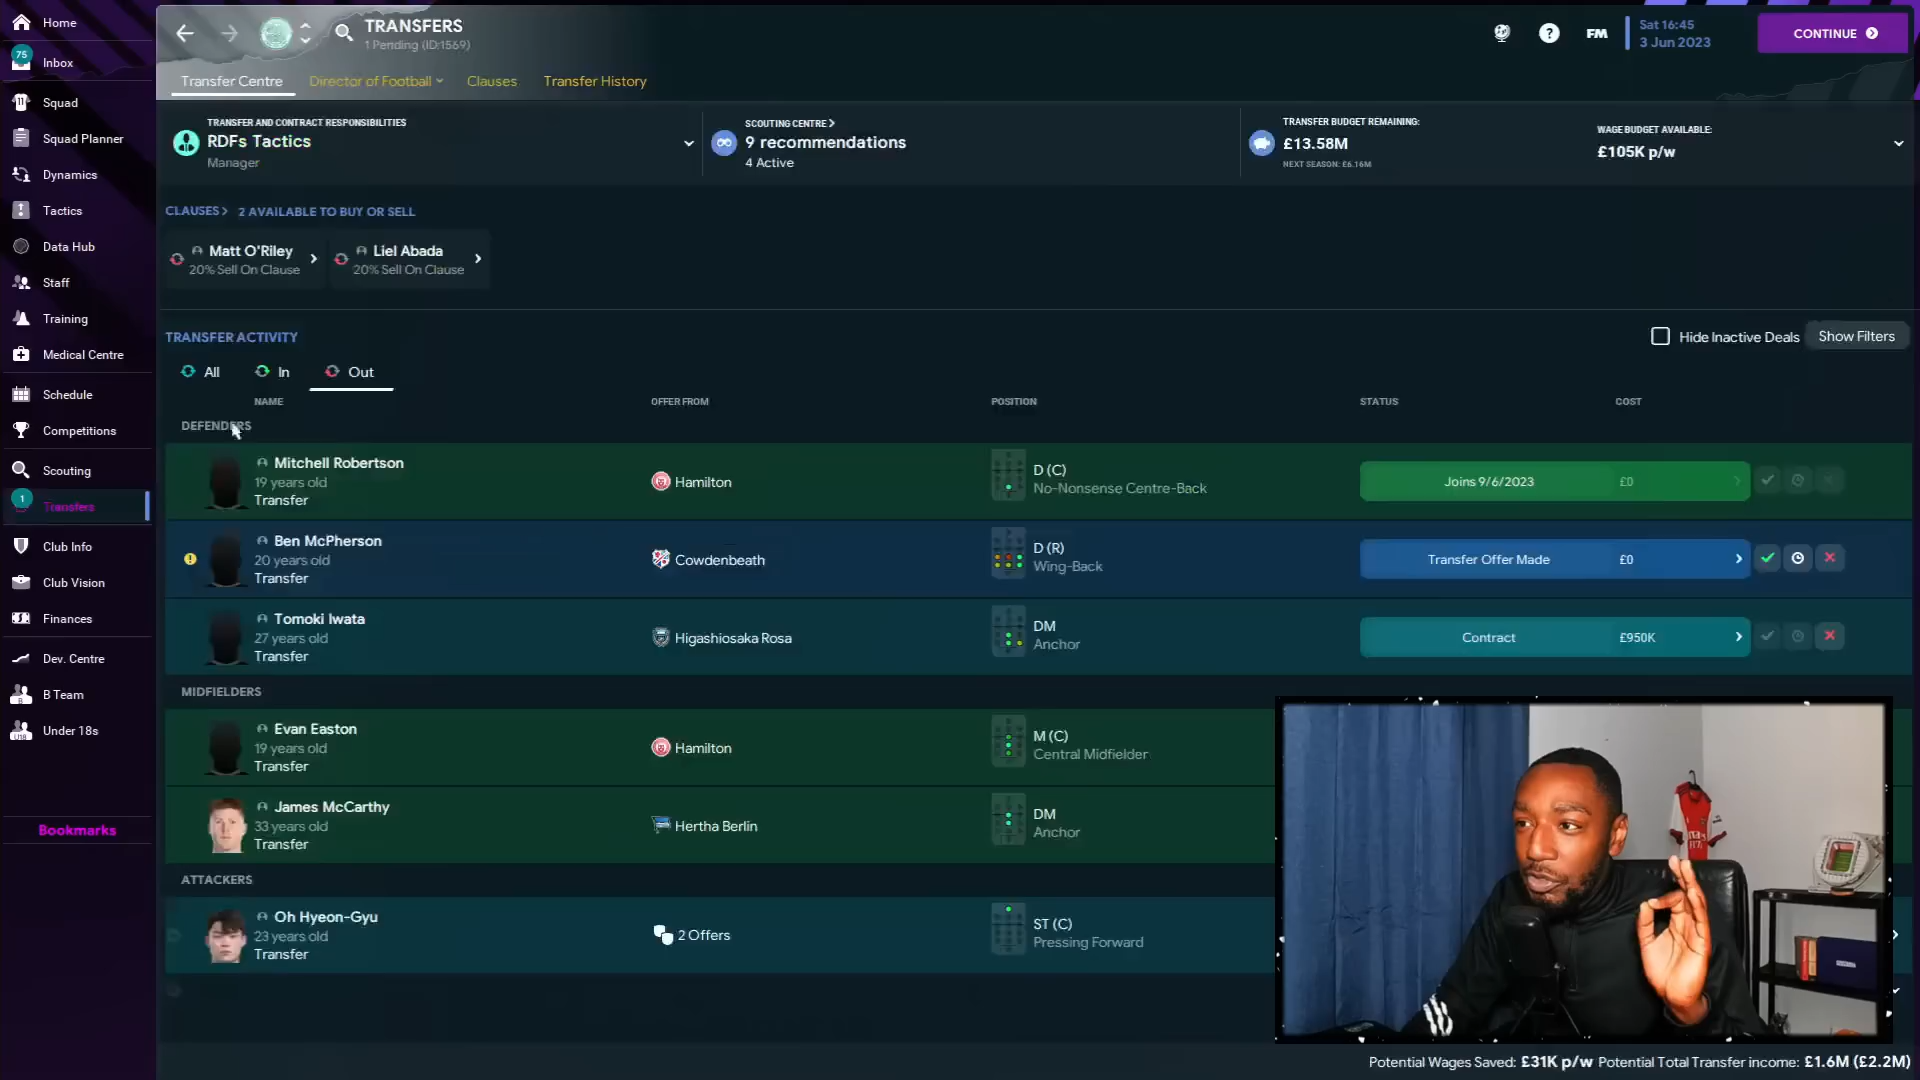 Home
75
Inbox
Squad
Squad Planner
Dynamics
Tactics
Data Hub
Staff
Training
Medical Centre
Schedule
Competitions
Scouting
1
Transfers
Club Info
Club Vision
Finances
Dev. Centre
B Team
Under 18s
Bookmarks
TRANSFERS
1 Pending (ID:1569)
FM
Sat 16:45
3 Jun 2023
CONTINUE
Transfer Centre
Director of Football
Clauses
Transfer History
TRANSFER AND CONTRACT RESPONSIBILITIES
RDFs Tactics
Manager
SCOUTING CENTRE >
9 recommendations
4 Active
TRANSFER BUDGET REMAINING:
£13.58M
NEXT SEASON: £6.16M
WAGE BUDGET AVAILABLE:
£105K p/w
CLAUSES > 2 AVAILABLE TO BUY OR SELL
Matt O'Riley
20% Sell On Clause
Liel Abada
20% Sell On Clause
TRANSFER ACTIVITY
Hide Inactive Deals
Show Filters
All
In
Out
NAME OFFER FROM POSITION STATUS COST
DEFENDERS
Mitchell Robertson
19 years old
Transfer
Hamilton
D (C)
No-Nonsense Centre-Back
Joins 9/6/2023 £0
Ben McPherson
20 years old
Transfer
Cowdenbeath
D (R)
Wing-Back
Transfer Offer Made £0
Tomoki Iwata
27 years old
Transfer
Higashiosaka Rosa
DM
Anchor
Contract £950K
MIDFIELDERS
Evan Easton
19 years old
Transfer
Hamilton
M (C)
Central Midfielder
James McCarthy
33 years old
Transfer
Hertha Berlin
DM
Anchor
ATTACKERS
Oh Hyeon-Gyu
23 years old
Transfer
2 Offers
ST (C)
Pressing Forward
Potential Wages Saved: £31K p/w Potential Total Transfer income: £1.6M (£2.2M)